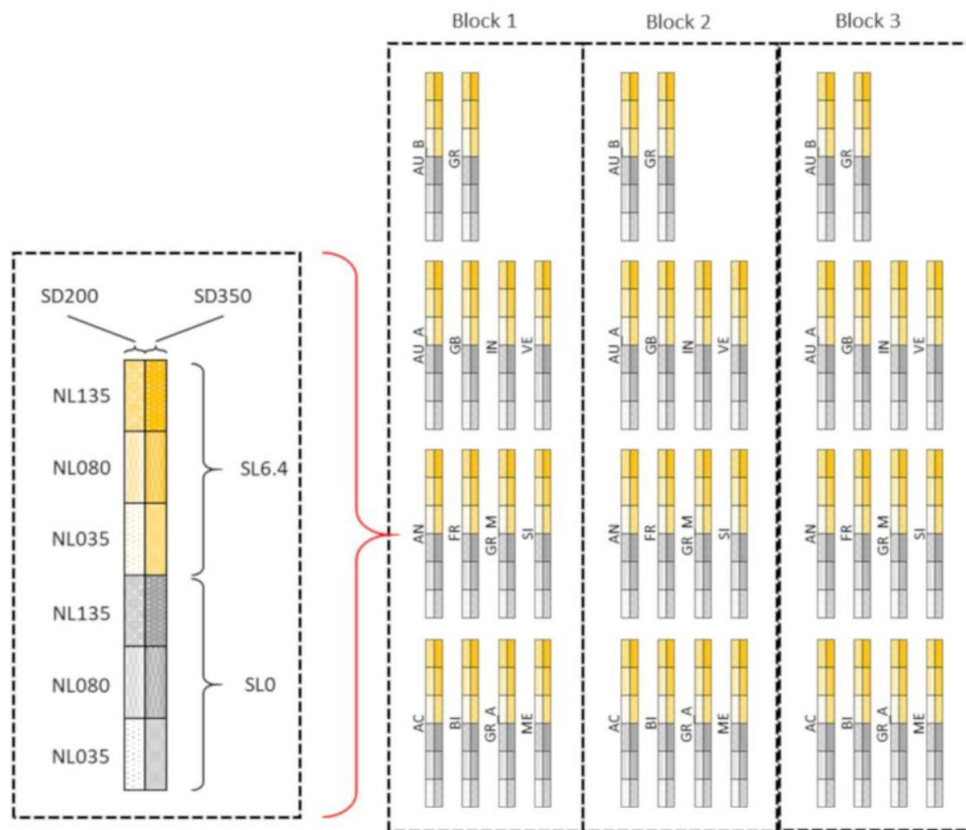 Block 1 Block 2 Block 3
AU_B GR AU_B GR AU_B GR
AU_A GB IN VE AU_A GB IN VE AU_A GB IN VE
AN FR GR_M SI AN FR GR_M SI AN FR GR_M SI
AC BI GR_A ME AC BI GR_A ME AC BI GR_A ME
SD200 SD350
NL135
NL080
NL035
SL6.4
NL135
NL080
NL035
SL0